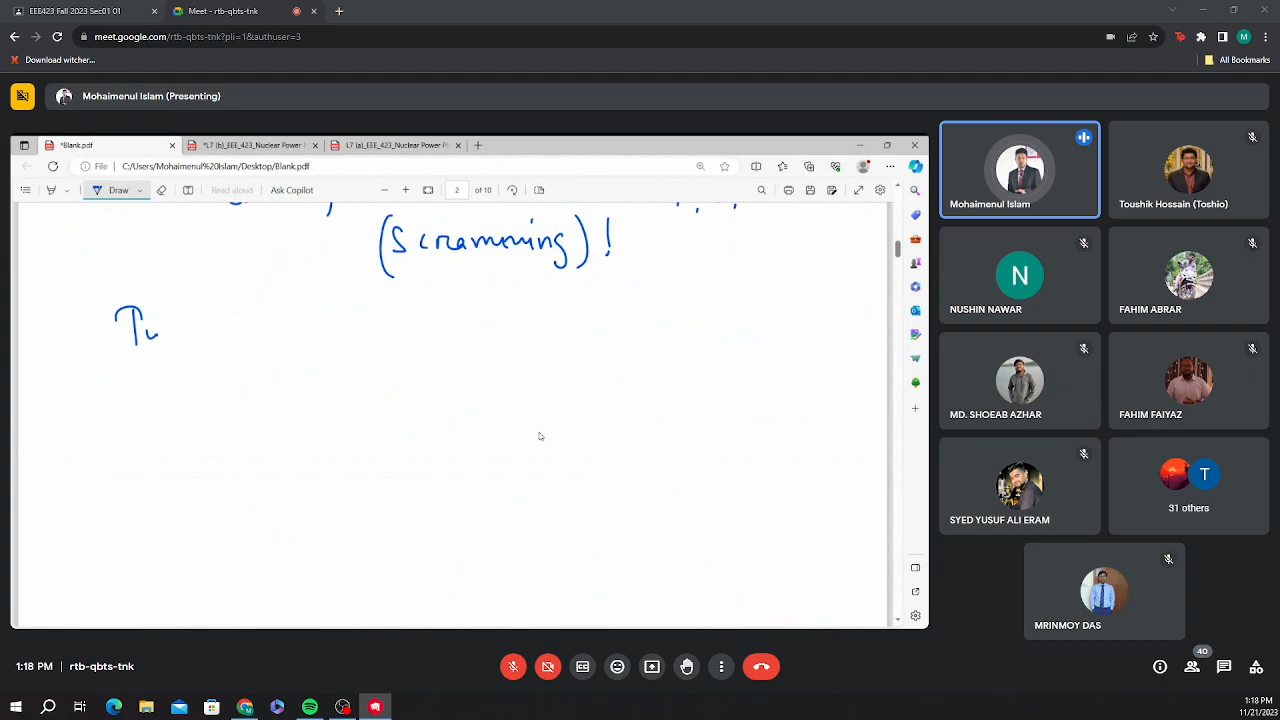 EEE423 Fall 2023 Sec01 01
Meet - rtb-qbts-tnk
meet.google.com/rtb-qbts-tnk?pli=1&authuser=3
Download witcher...
All Bookmarks
Mohaimenul Islam (Presenting)
*Blank.pdf
*L7 (b)_EEE_423_Nuclear Power P
L7 (a)_EEE_423_Nuclear Power Pl
File
C:/Users/Mohaimenul%20Islam/Desktop/Blank.pdf
Draw
Read aloud
Ask Copilot
2 of 10
(Scramming)!
Mohaimenul Islam
Toushik Hossain (Toshio)
N
NUSHIN NAWAR
FAHIM ABRAR
MD. SHOEAB AZHAR
FAHIM FAIYAZ
T
SYED YUSUF ALI ERAM
31 others
MRINMOY DAS
1:18 PM | rtb-qbts-tnk
40
1:18 PM
11/21/2023